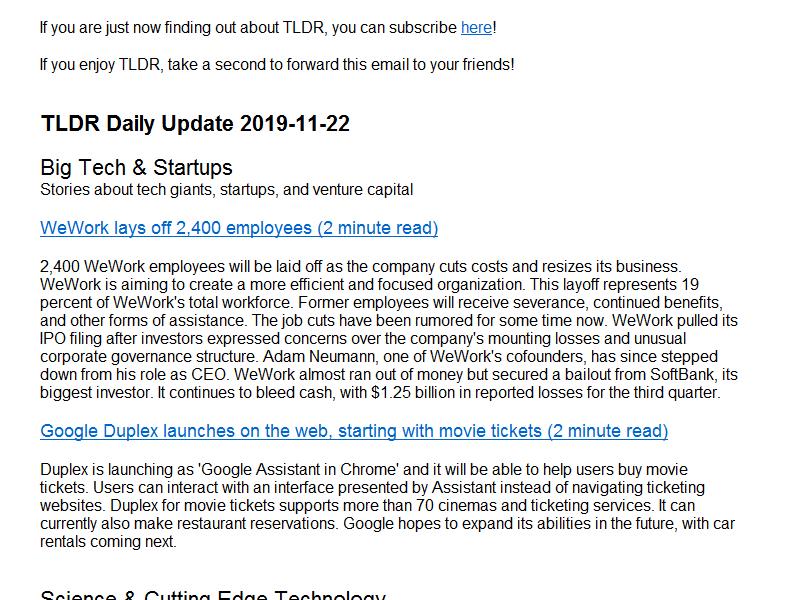 If you are just now finding out about TLDR, you can subscribe here!
If you enjoy TLDR, take a second to forward this email to your friends!
TLDR Daily Update 2019-11-22
Big Tech & Startups
Stories about tech giants, startups, and venture capital
WeWork lays off 2,400 employees (2 minute read)
2,400 WeWork employees will be laid off as the company cuts costs and resizes its business.
WeWork is aiming to create a more efficient and focused organization. This layoff represents 19
percent of WeWork's total workforce. Former employees will receive severance, continued benefits,
and other forms of assistance. The job cuts have been rumored for some time now. WeWork pulled its
IPO filing after investors expressed concerns over the company's mounting losses and unusual
corporate governance structure. Adam Neumann, one of WeWork's cofounders, has since stepped
down from his role as CEO. WeWork almost ran out of money but secured a bailout from SoftBank, its
biggest investor. It continues to bleed cash, with $1.25 billion in reported losses for the third quarter.
Google Duplex launches on the web, starting with movie tickets (2 minute read)
Duplex is launching as 'Google Assistant in Chrome' and it will be able to help users buy movie
tickets. Users can interact with an interface presented by Assistant instead of navigating ticketing
websites. Duplex for movie tickets supports more than 70 cinemas and ticketing services. It can
currently also make restaurant reservations. Google hopes to expand its abilities in the future, with car
rentals coming next.
Science & Cutting Edge Technology